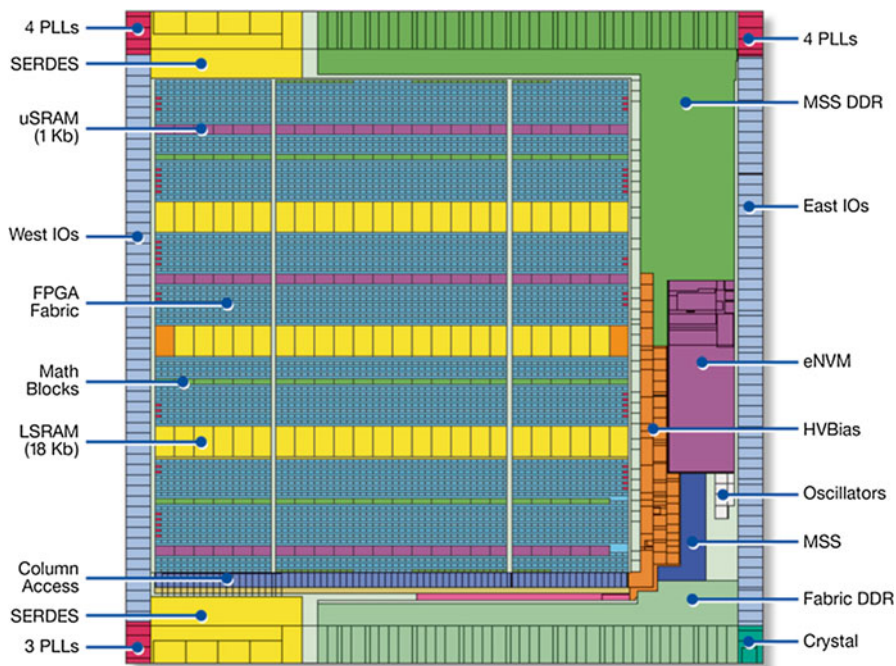 4 PLLs
SERDES
uSRAM
(1 Kb)
West IOs
FPGA
Fabric
Math
Blocks
LSRAM
(18 Kb)
Column
Access
SERDES
3 PLLs
4 PLLs
MSS DDR
East IOs
eNVM
HVBias
Oscillators
MSS
Fabric DDR
Crystal